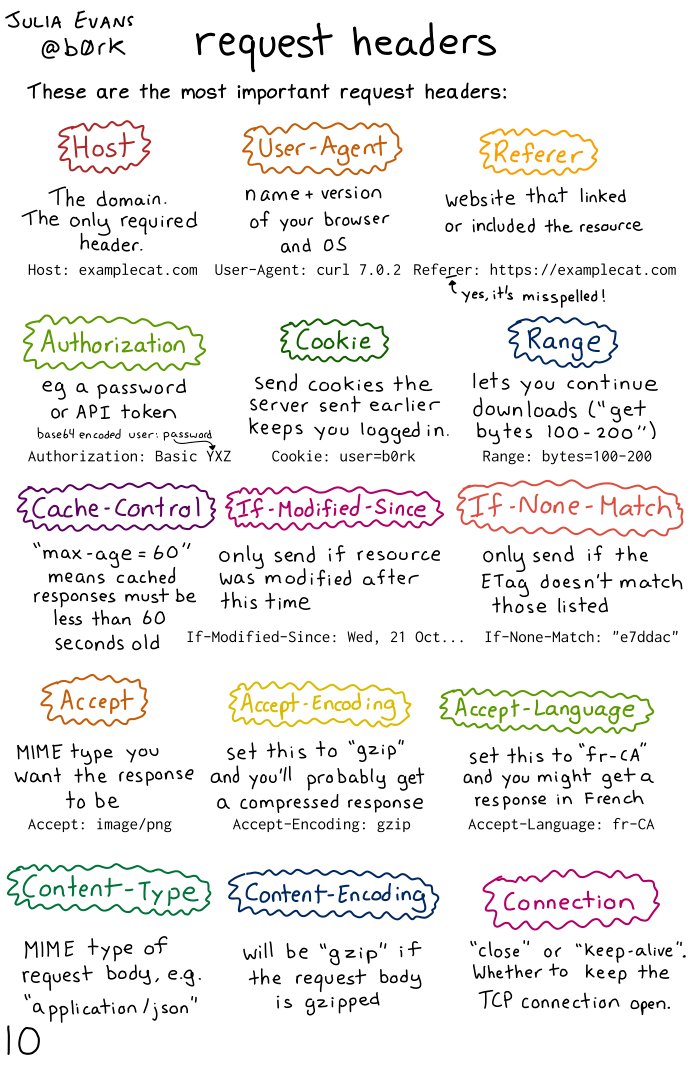 JULIA EVANS
@b0rk
request headers
These are the most important request headers:
Host
The domain.
The only required
header.
Host: examplecat.com
User-Agent
name + version
of your browser
and OS
User-Agent: curl 7.0.2
Referer
website that linked
or included the resource
Referer: https://examplecat.com
yes, it's misspelled!
Authorization
eg a password
or API token
base64 encoded user: password
Authorization: Basic YXZ
Cookie
send cookies the
server sent earlier
keeps you logged in.
Cookie: user=b0rk
Range
lets you continue
downloads ("get
bytes 100-200")
Range: bytes=100-200
Cache-Control
"max-age = 60"
means cached
responses must be
less than 60
seconds old
If-Modified-Since
only send if resource
was modified after
this time
If-Modified-Since: Wed, 21 Oct...
If-None-Match
only send if the
ETag doesn't match
those listed
If-None-Match: "e7ddac"
Accept
MIME type you
want the response
to be
Accept: image/png
Accept-Encoding
set this to "gzip"
and you'll probably get
a compressed response
Accept-Encoding: gzip
Accept-Language
set this to "fr-CA"
and you might get a
response in French
Accept-Language: fr-CA
Content-Type
MIME type of
request body, e.g.
"application/json"
Content-Encoding
will be "gzip" if
the request body
is gzipped
Connection
"close" or "keep-alive".
Whether to keep the
TCP connection open.
10